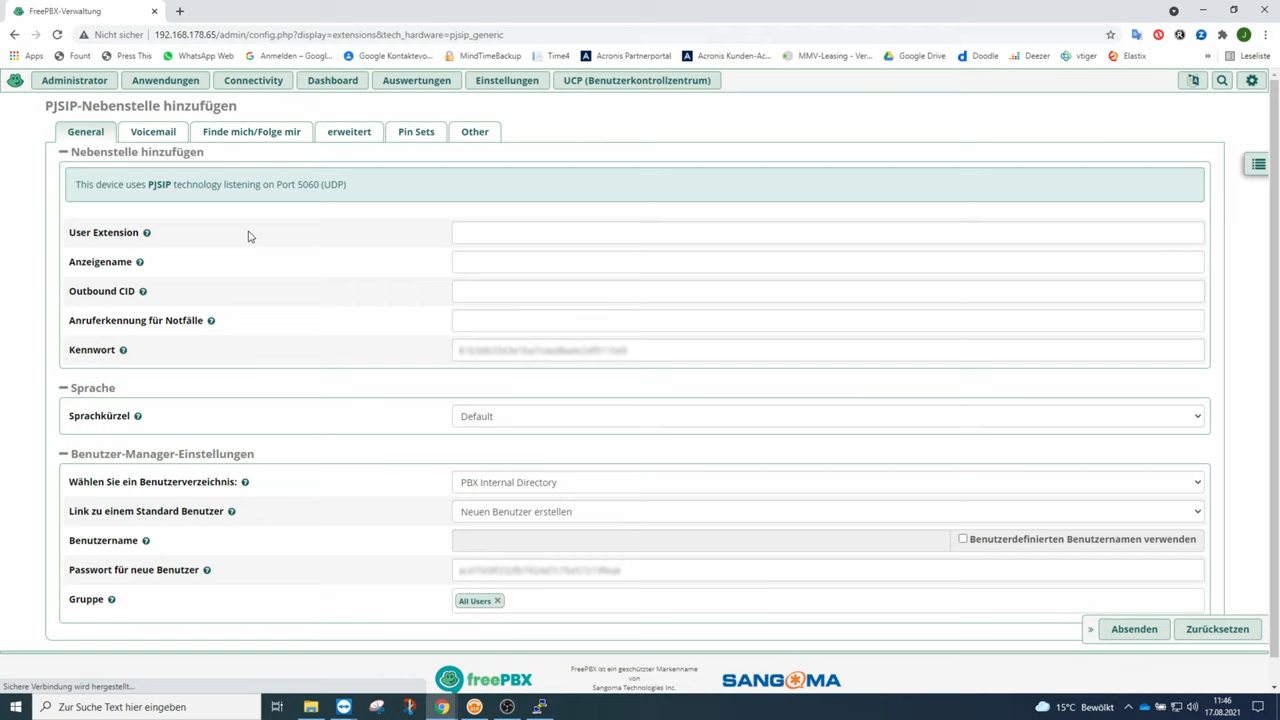 FreePBX-Verwaltung
Nicht sicher
192.168.178.65/admin/config.php?display=extensions&tech_hardware=pjsip_generic
Apps
Fount
Press This
WhatsApp Web
Anmelden – Googl...
Google Kontaktevo...
MindTimeBackup
Time4
Acronis Partnerportal
Acronis Kunden-Ac...
MMV-Leasing - Ver...
Google Drive
Doodle
Deezer
vtiger
Elastix
»
Leseliste
Administrator
Anwendungen
Connectivity
Dashboard
Auswertungen
Einstellungen
UCP (Benutzerkontrollzentrum)
PJSIP-Nebenstelle hinzufügen
General
Voicemail
Finde mich/Folge mir
erweitert
Pin Sets
Other
Nebenstelle hinzufügen
This device uses PJSIP technology listening on Port 5060 (UDP)
User Extension
Anzeigename
Outbound CID
Anruferkennung für Notfälle
Kennwort
Sprache
Sprachkürzel
Default
Benutzer-Manager-Einstellungen
Wählen Sie ein Benutzerverzeichnis:
PBX Internal Directory
Link zu einem Standard Benutzer
Neuen Benutzer erstellen
Benutzername
Benutzerdefinierten Benutzernamen verwenden
Passwort für neue Benutzer
Gruppe
All Users ×
»
Absenden
Zurücksetzen
freePBX
FreePBX ist ein geschützter Markenname
von
Sangoma Technologies Inc.
SANGOMA
Sichere Verbindung wird hergestellt...
Zur Suche Text hier eingeben
15°C Bewölkt
11:46
17.08.2021